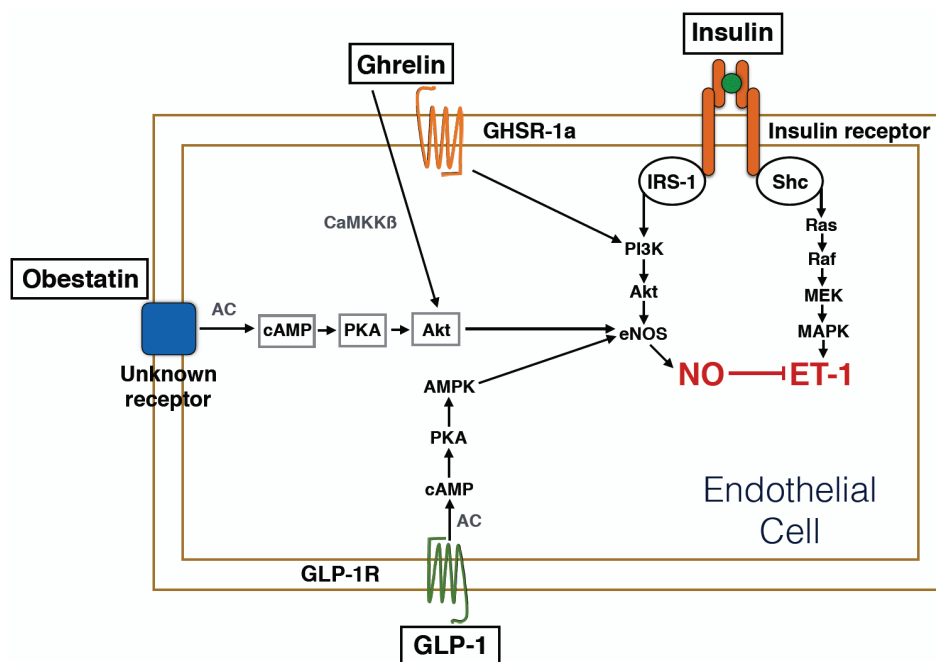 Insulin
Ghrelin
GHSR-1a
Insulin receptor
IRS-1
Shc
CaMKKß
Ras
PI3K
Raf
Obestatin
Akt
MEK
AC
cAMP
PKA
Akt
eNOS
MAPK
Unknown
receptor
AMPK
NO
ET-1
PKA
cAMP
AC
Endothelial
Cell
GLP-1R
GLP-1